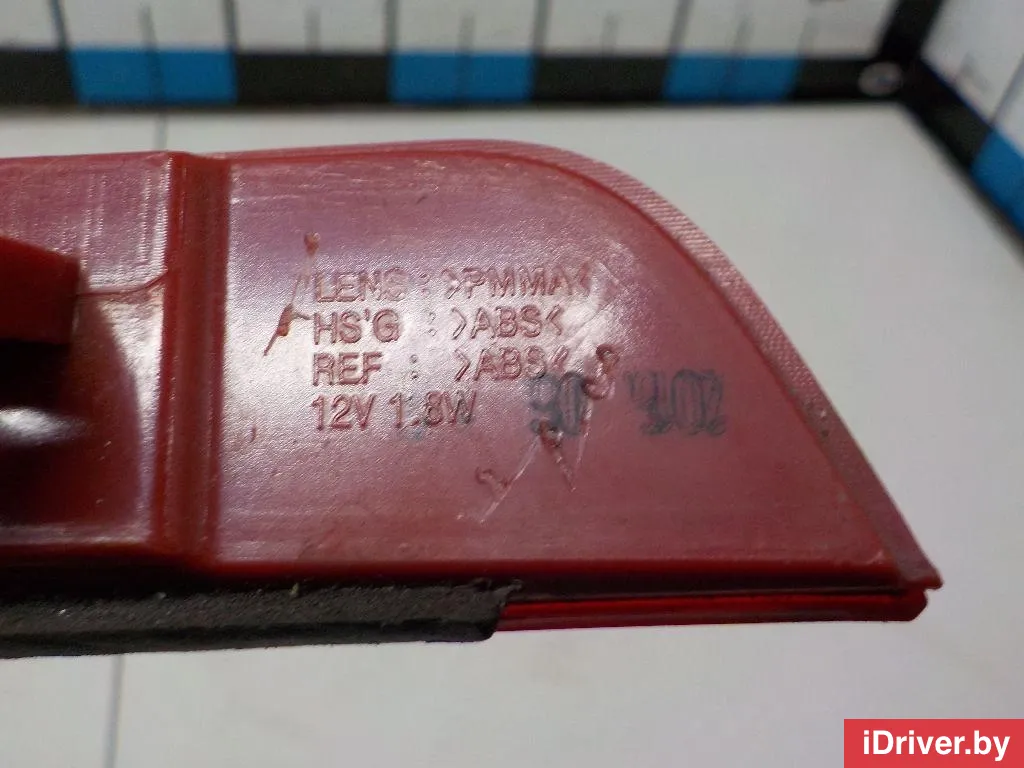 LENS : >PMMA<
HS'G : >ABS<
REF : >ABS<
12V 1.8W
iDriver.by